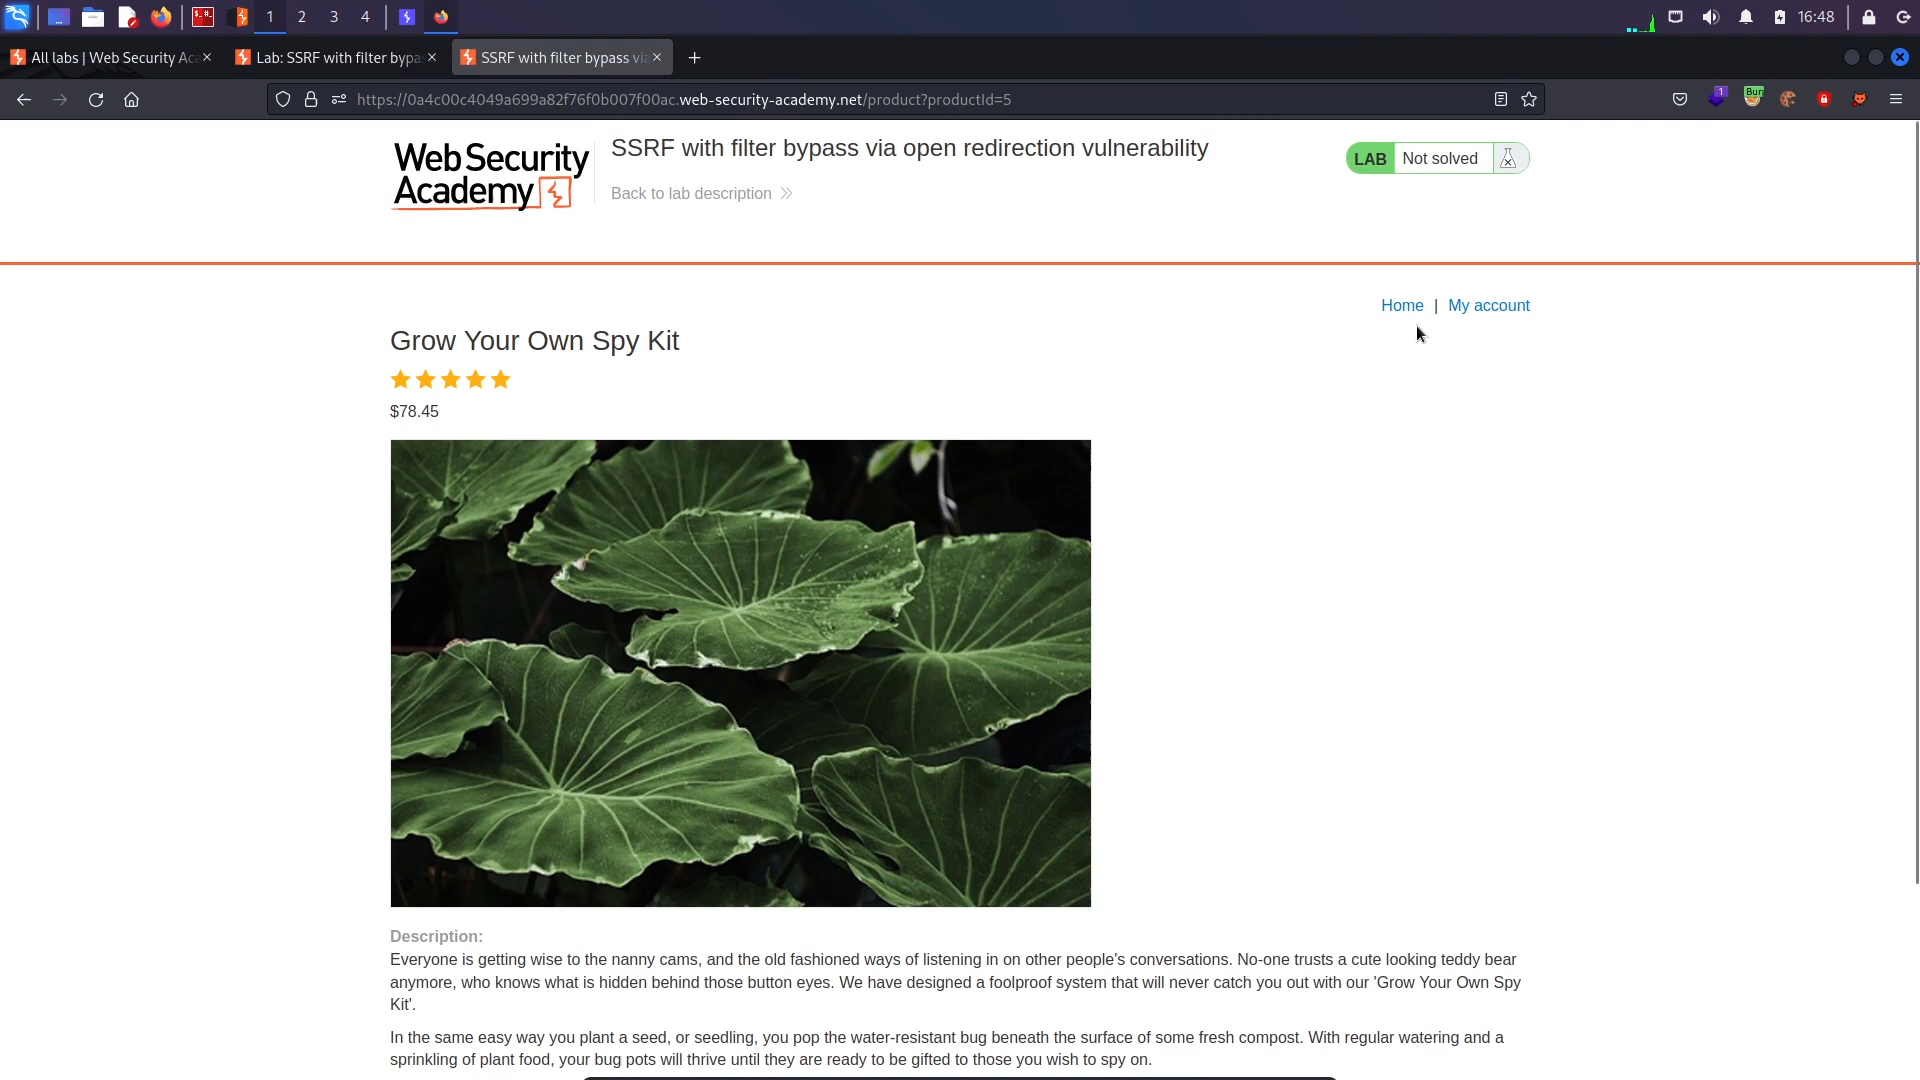 1 2 3 4 16:48
All labs | Web Security Ac Lab: SSRF with filter bypa SSRF with filter bypass via
https://0a4c00c4049a699a82f76f0b007f00ac.web-security-academy.net/product?productId=5 1 Burp
Web Security
Academy
SSRF with filter bypass via open redirection vulnerability
Back to lab description
LAB Not solved
Home | My account
Grow Your Own Spy Kit
$78.45
Description:
Everyone is getting wise to the nanny cams, and the old fashioned ways of listening in on other people's conversations. No-one trusts a cute looking teddy bear
anymore, who knows what is hidden behind those button eyes. We have designed a foolproof system that will never catch you out with our 'Grow Your Own Spy
Kit'.
In the same easy way you plant a seed, or seedling, you pop the water-resistant bug beneath the surface of some fresh compost. With regular watering and a
sprinkling of plant food, your bug pots will thrive until they are ready to be gifted to those you wish to spy on.